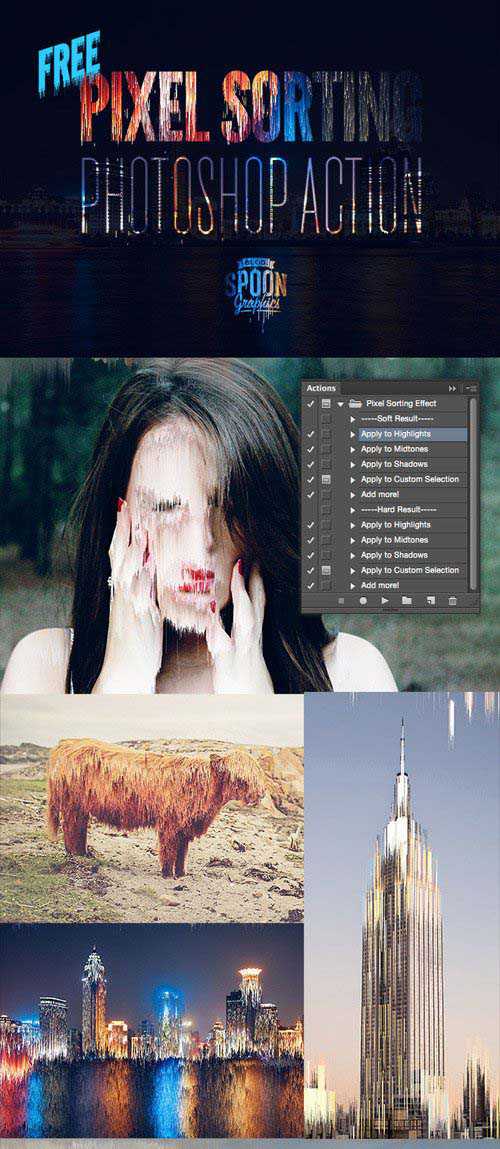 FREE
PIXEL SORTING
PHOTOSHOP ACTION
BLOG
SPOON
Graphics
Actions
Pixel Sorting Effect
-----Soft Result-----
Apply to Highlights
Apply to Midtones
Apply to Shadows
Apply to Custom Selection
Add more!
-----Hard Result-----
Apply to Highlights
Apply to Midtones
Apply to Shadows
Apply to Custom Selection
Add more!